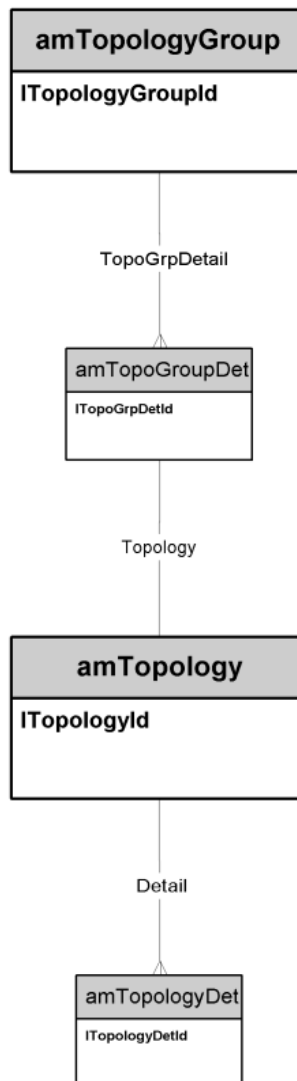 amTopologyGroup
lTopologyGroupId
TopoGrpDetail
amTopoGroupDet
lTopoGrpDetId
Topology
amTopology
lTopologyId
Detail
amTopologyDet
lTopologyDetId